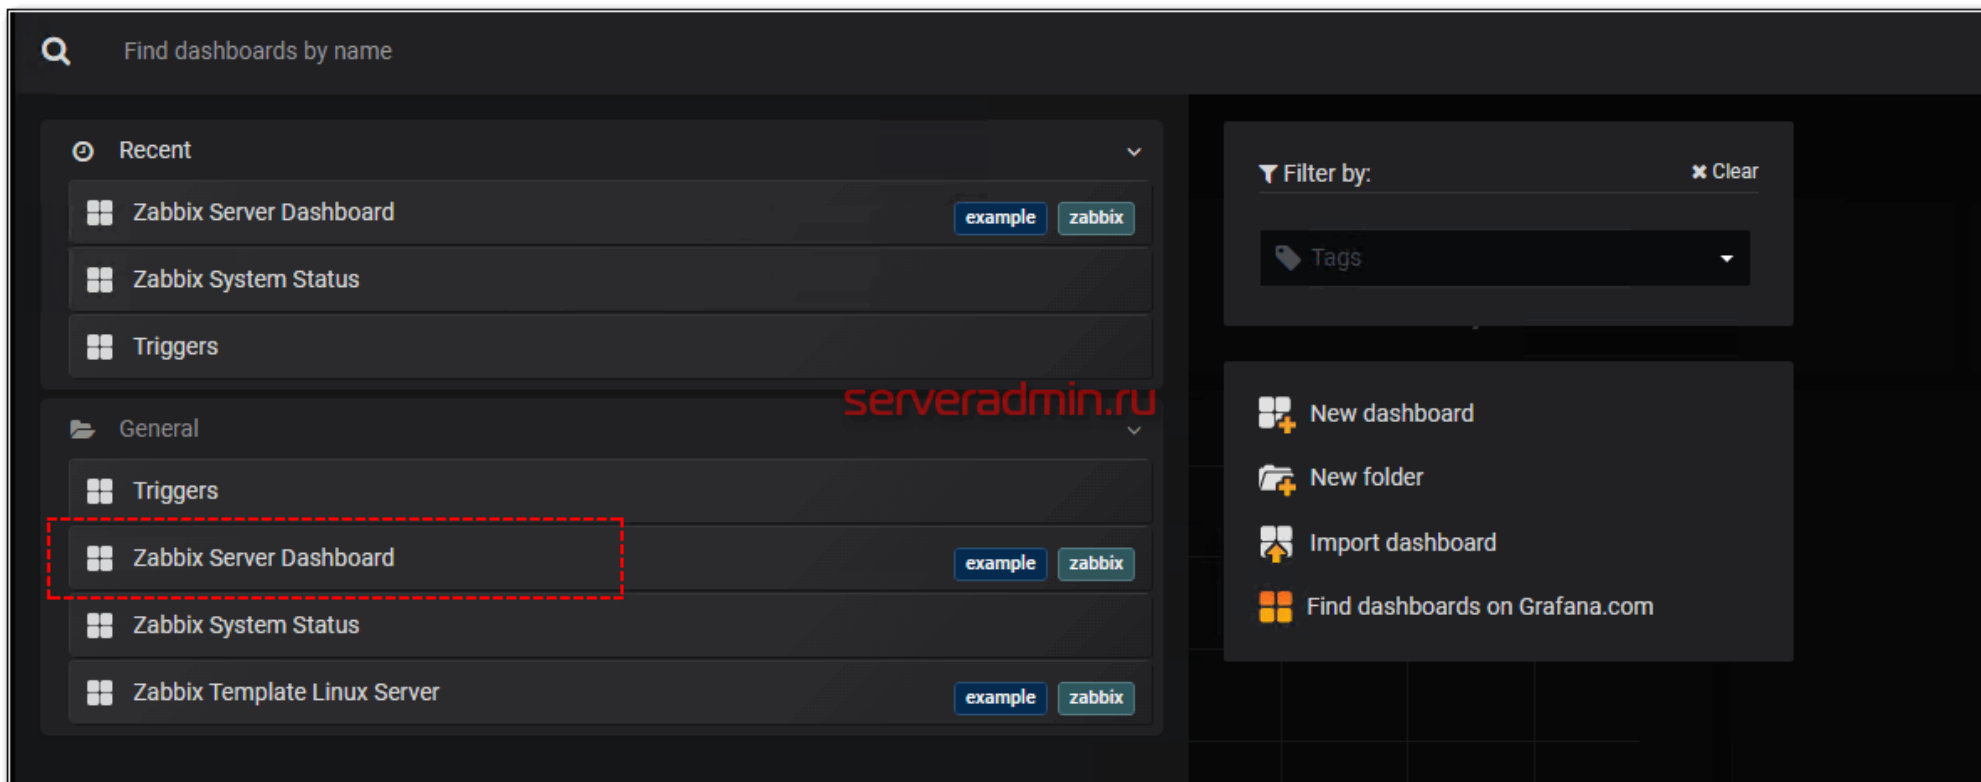 Find dashboards by name
Recent
Zabbix Server Dashboard example zabbix
Zabbix System Status
Triggers
General
Triggers
Zabbix Server Dashboard example zabbix
Zabbix System Status
Zabbix Template Linux Server example zabbix
serveradmin.ru
Filter by: Clear
Tags
New dashboard
New folder
Import dashboard
Find dashboards on Grafana.com